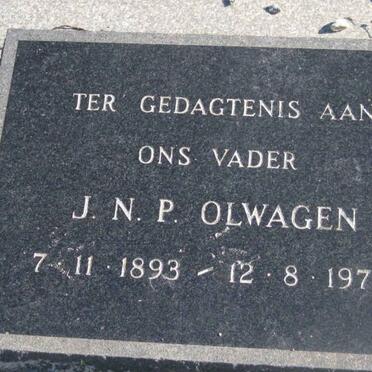 TER GEDAGTENIS AAN
ONS VADER
J. N. P. OLWAGEN
7 · 11 · 1893 – 12 · 8 · 197